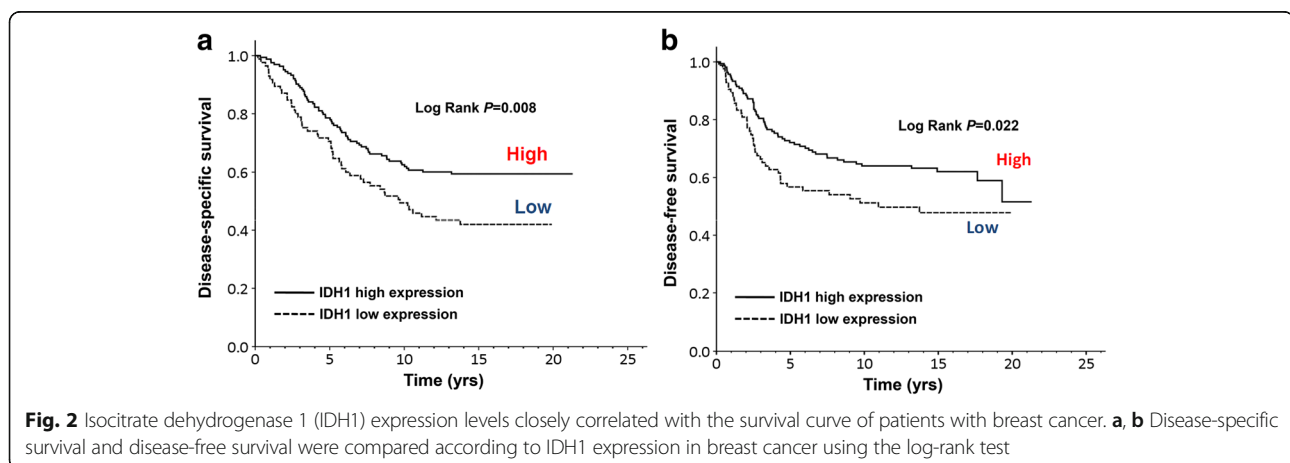 a
1.0
0.8
0.6
0.4
0.2
0.0
Disease-specific survival
Log Rank P=0.008
High
Low
IDH1 high expression
IDH1 low expression
0 5 10 15 20 25
Time (yrs)
b
1.0
0.8
0.6
0.4
0.2
0.0
Disease-free survival
Log Rank P=0.022
High
Low
IDH1 high expression
IDH1 low expression
0 5 10 15 20 25
Time (yrs)
Fig. 2 Isocitrate dehydrogenase 1 (IDH1) expression levels closely correlated with the survival curve of patients with breast cancer. a, b Disease-specific
survival and disease-free survival were compared according to IDH1 expression in breast cancer using the log-rank test